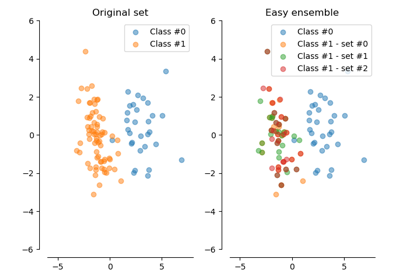 Original set
Easy ensemble
6
4
2
0
−2
−4
−6
−5
0
5
Class #0
Class #1
6
4
2
0
−2
−4
−6
−5
0
5
Class #0
Class #1 - set #0
Class #1 - set #1
Class #1 - set #2